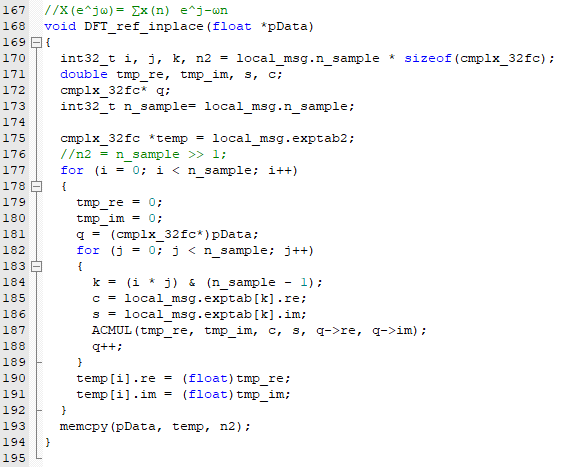 167 //X(e^jω)= ∑x(n) e^j-ωn
168 void DFT_ref_inplace(float *pData)
169 {
170   int32_t i, j, k, n2 = local_msg.n_sample * sizeof(cmplx_32fc);
171   double tmp_re, tmp_im, s, c;
172   cmplx_32fc* q;
173   int32_t n_sample= local_msg.n_sample;
174
175   cmplx_32fc *temp = local_msg.exptab2;
176   //n2 = n_sample >> 1;
177   for (i = 0; i < n_sample; i++)
178   {
179     tmp_re = 0;
180     tmp_im = 0;
181     q = (cmplx_32fc*)pData;
182     for (j = 0; j < n_sample; j++)
183     {
184       k = (i * j) & (n_sample - 1);
185       c = local_msg.exptab[k].re;
186       s = local_msg.exptab[k].im;
187       ACMUL(tmp_re, tmp_im, c, s, q->re, q->im);
188       q++;
189     }
190     temp[i].re = (float)tmp_re;
191     temp[i].im = (float)tmp_im;
192   }
193   memcpy(pData, temp, n2);
194 }
195